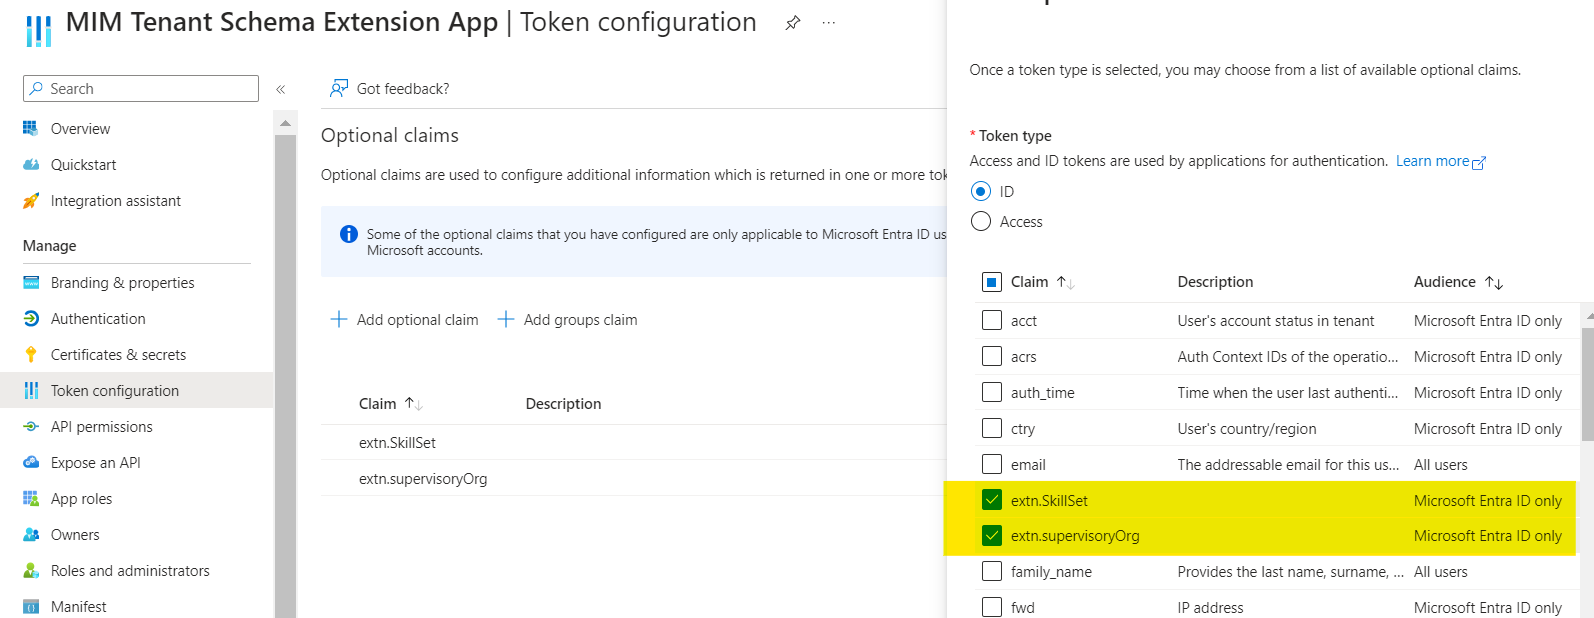 MIM Tenant Schema Extension App | Token configuration
Search
Overview
Quickstart
Integration assistant
Manage
Branding & properties
Authentication
Certificates & secrets
Token configuration
API permissions
Expose an API
App roles
Owners
Roles and administrators
Manifest
Got feedback?
Optional claims
Optional claims are used to configure additional information which is returned in one or more
Some of the optional claims that you have configured are only applicable to Microsoft Entra ID
Microsoft accounts.
Add optional claim Add groups claim
Claim Description
extn.SkillSet
extn.supervisoryOrg
Once a token type is selected, you may choose from a list of available optional claims.
* Token type
Access and ID tokens are used by applications for authentication. Learn more
ID
Access
Claim Description Audience
acct User's account status in tenant Microsoft Entra ID only
acrs Auth Context IDs of the operatio... Microsoft Entra ID only
auth_time Time when the user last authenti... Microsoft Entra ID only
ctry User's country/region Microsoft Entra ID only
email The addressable email for this us... All users
extn.SkillSet Microsoft Entra ID only
extn.supervisoryOrg Microsoft Entra ID only
family_name Provides the last name, surname, ... All users
fwd IP address Microsoft Entra ID only